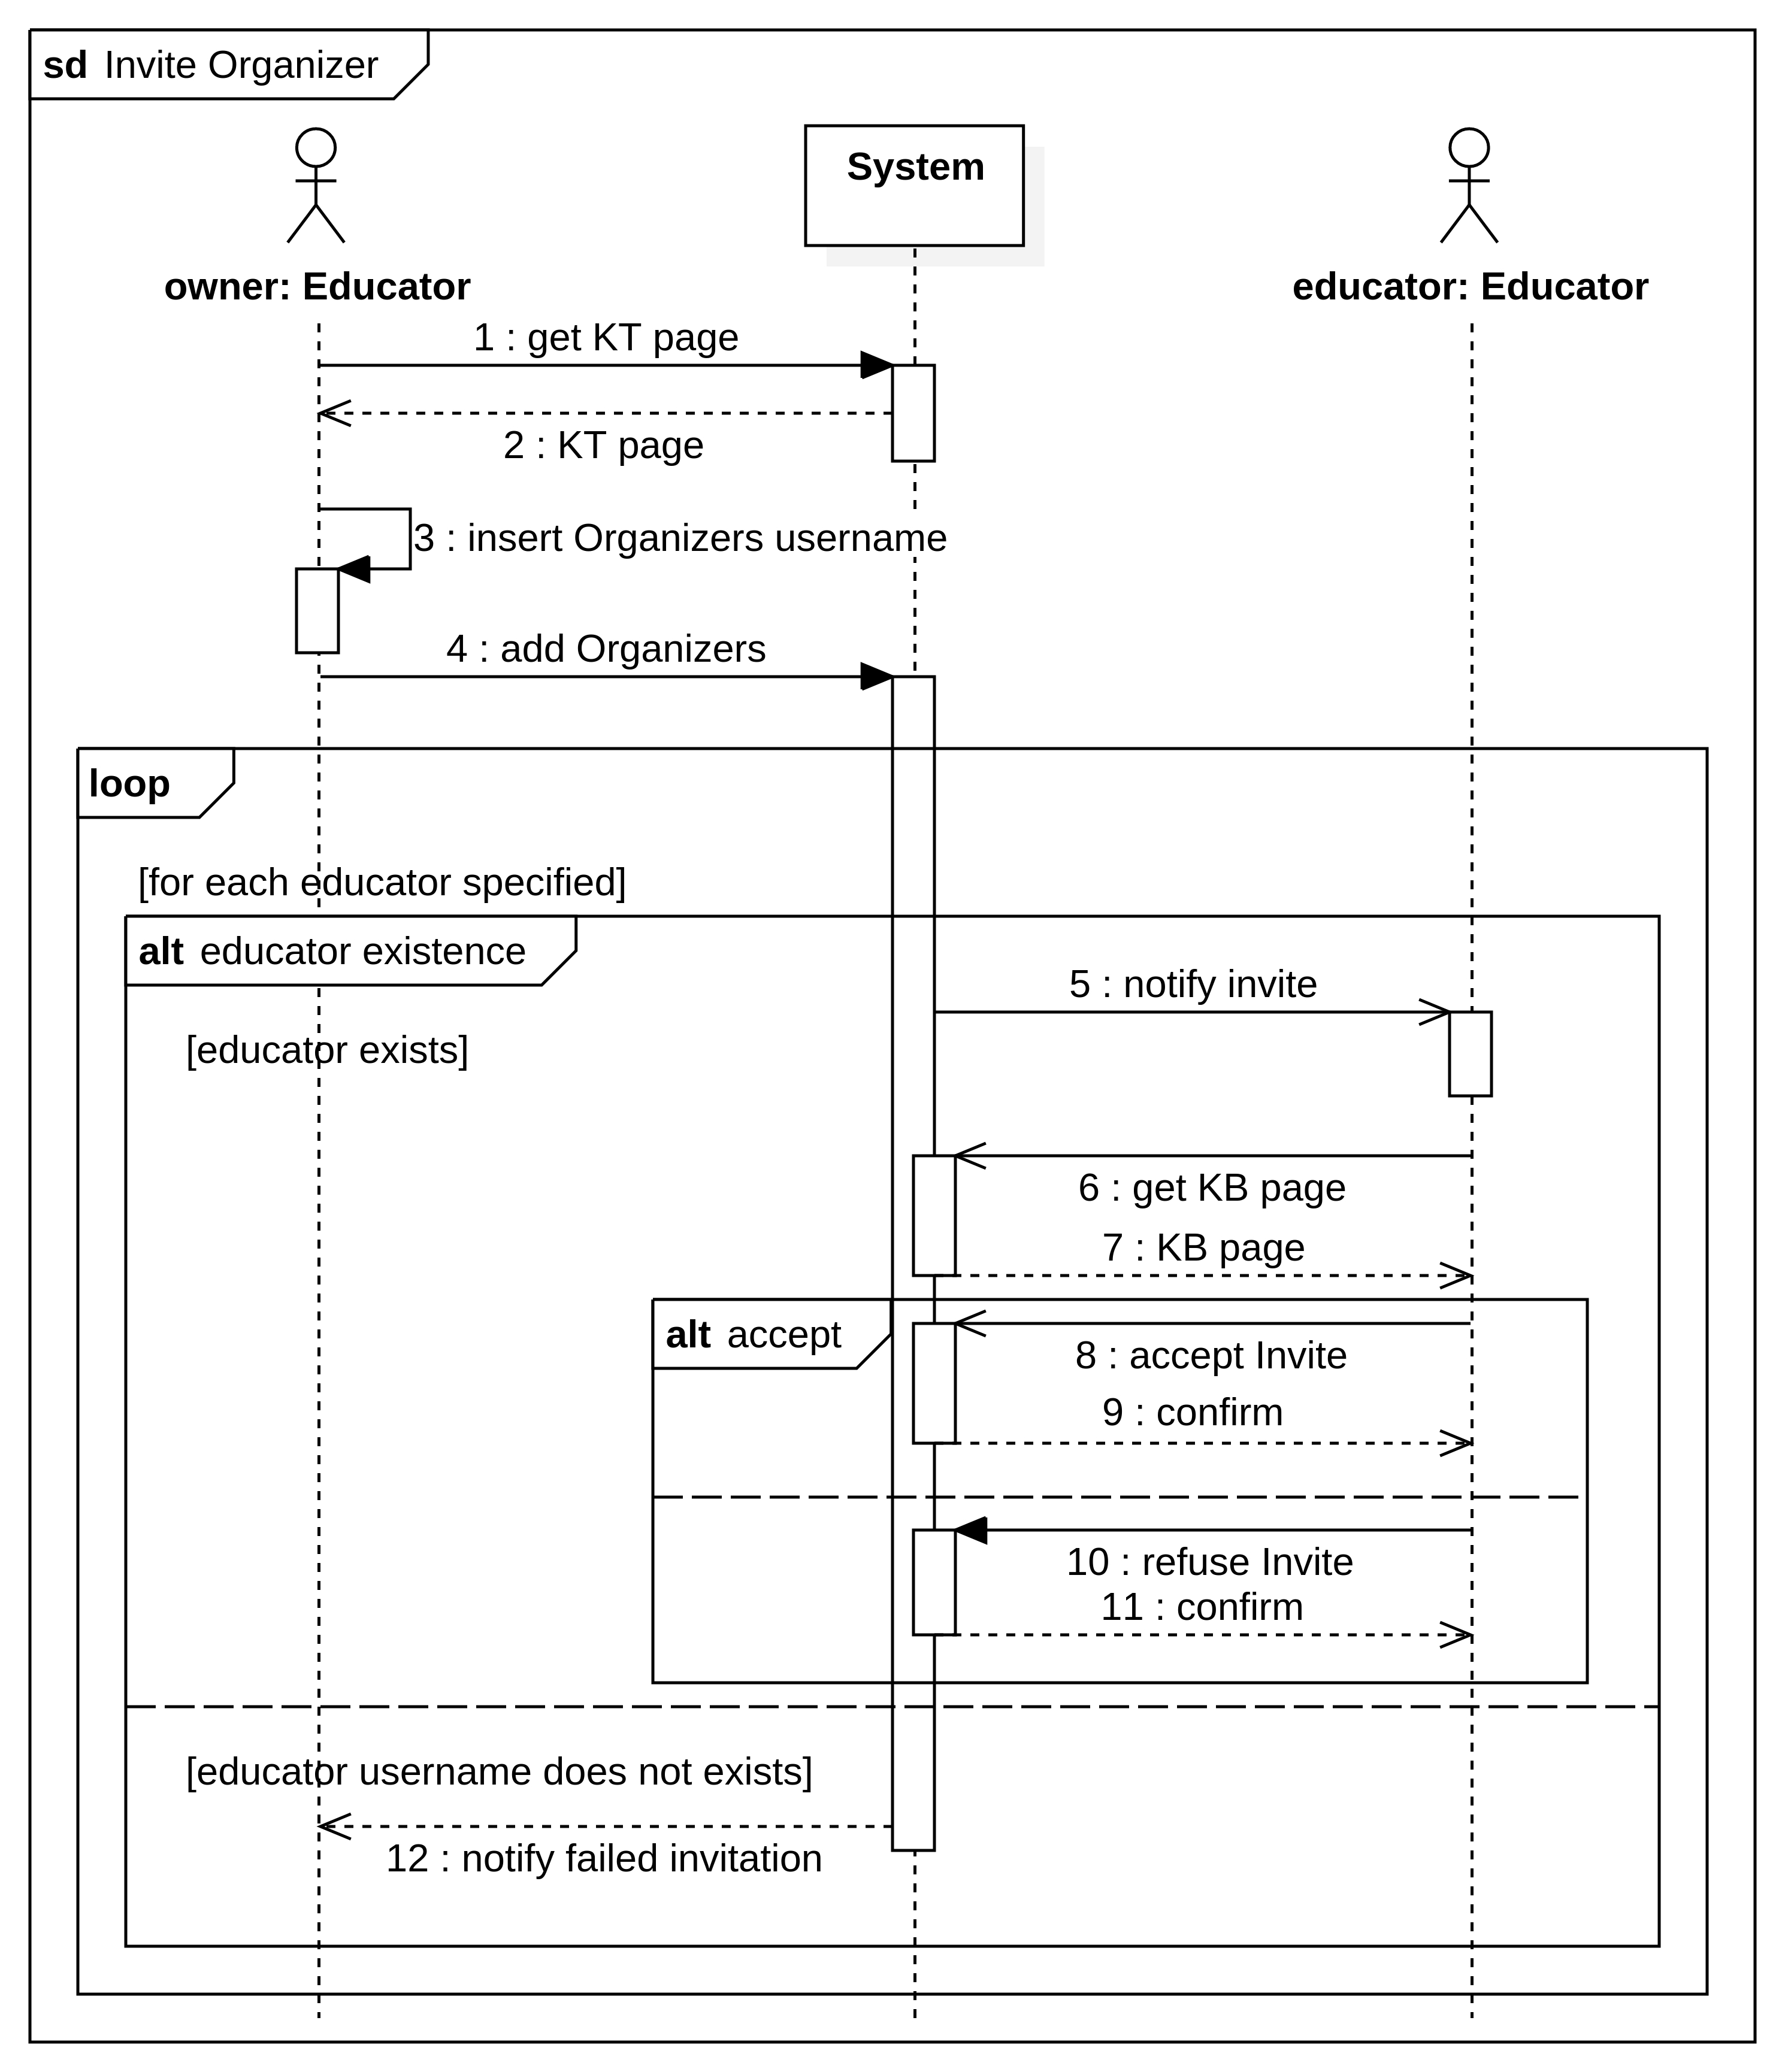 sd Invite Organizer
System
owner: Educator
educator: Educator
1 : get KT page
2 : KT page
3 : insert Organizers username
4 : add Organizers
loop
[for each educator specified]
alt educator existence
5 : notify invite
[educator exists]
6 : get KB page
7 : KB page
alt accept
8 : accept Invite
9 : confirm
10 : refuse Invite
11 : confirm
[educator username does not exists]
12 : notify failed invitation